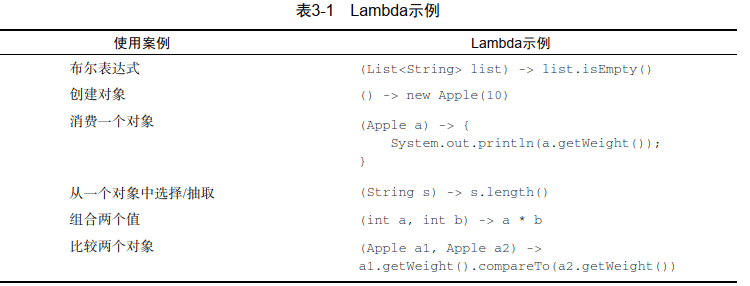 表3-1 Lambda示例
使用案例 Lambda示例
布尔表达式 (List<String> list) -> list.isEmpty()
创建对象 () -> new Apple(10)
消费一个对象 (Apple a) -> {
System.out.println(a.getWeight());
}
从一个对象中选择/抽取 (String s) -> s.length()
组合两个值 (int a, int b) -> a * b
比较两个对象 (Apple a1, Apple a2) ->
a1.getWeight().compareTo(a2.getWeight())